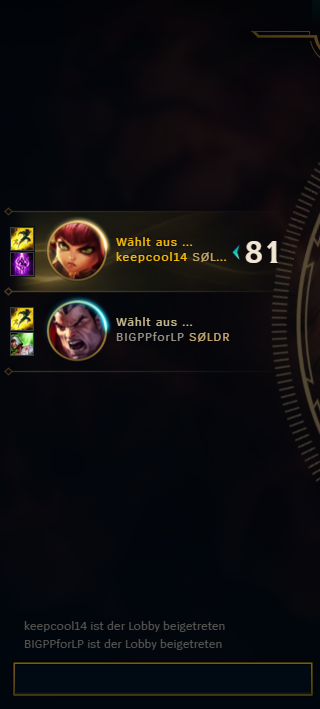 Wählt aus ...
keepcool14 SØL... 81
Wählt aus ...
BIGPPforLP SØLDR
keepcool14 ist der Lobby beigetreten
BIGPPforLP ist der Lobby beigetreten